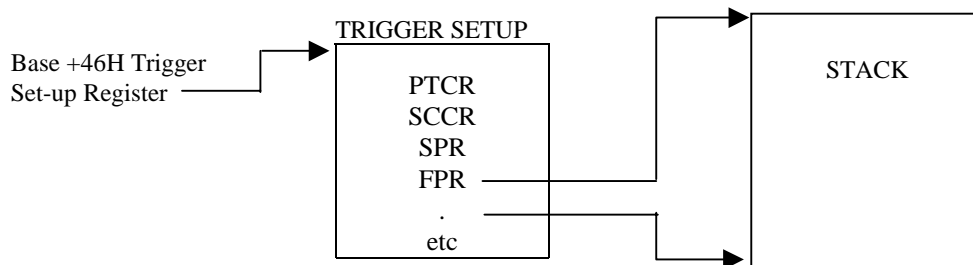 TRIGGER SETUP
Base +46H Trigger
Set-up Register
PTCR
SCCR
SPR
FPR
.
etc
STACK